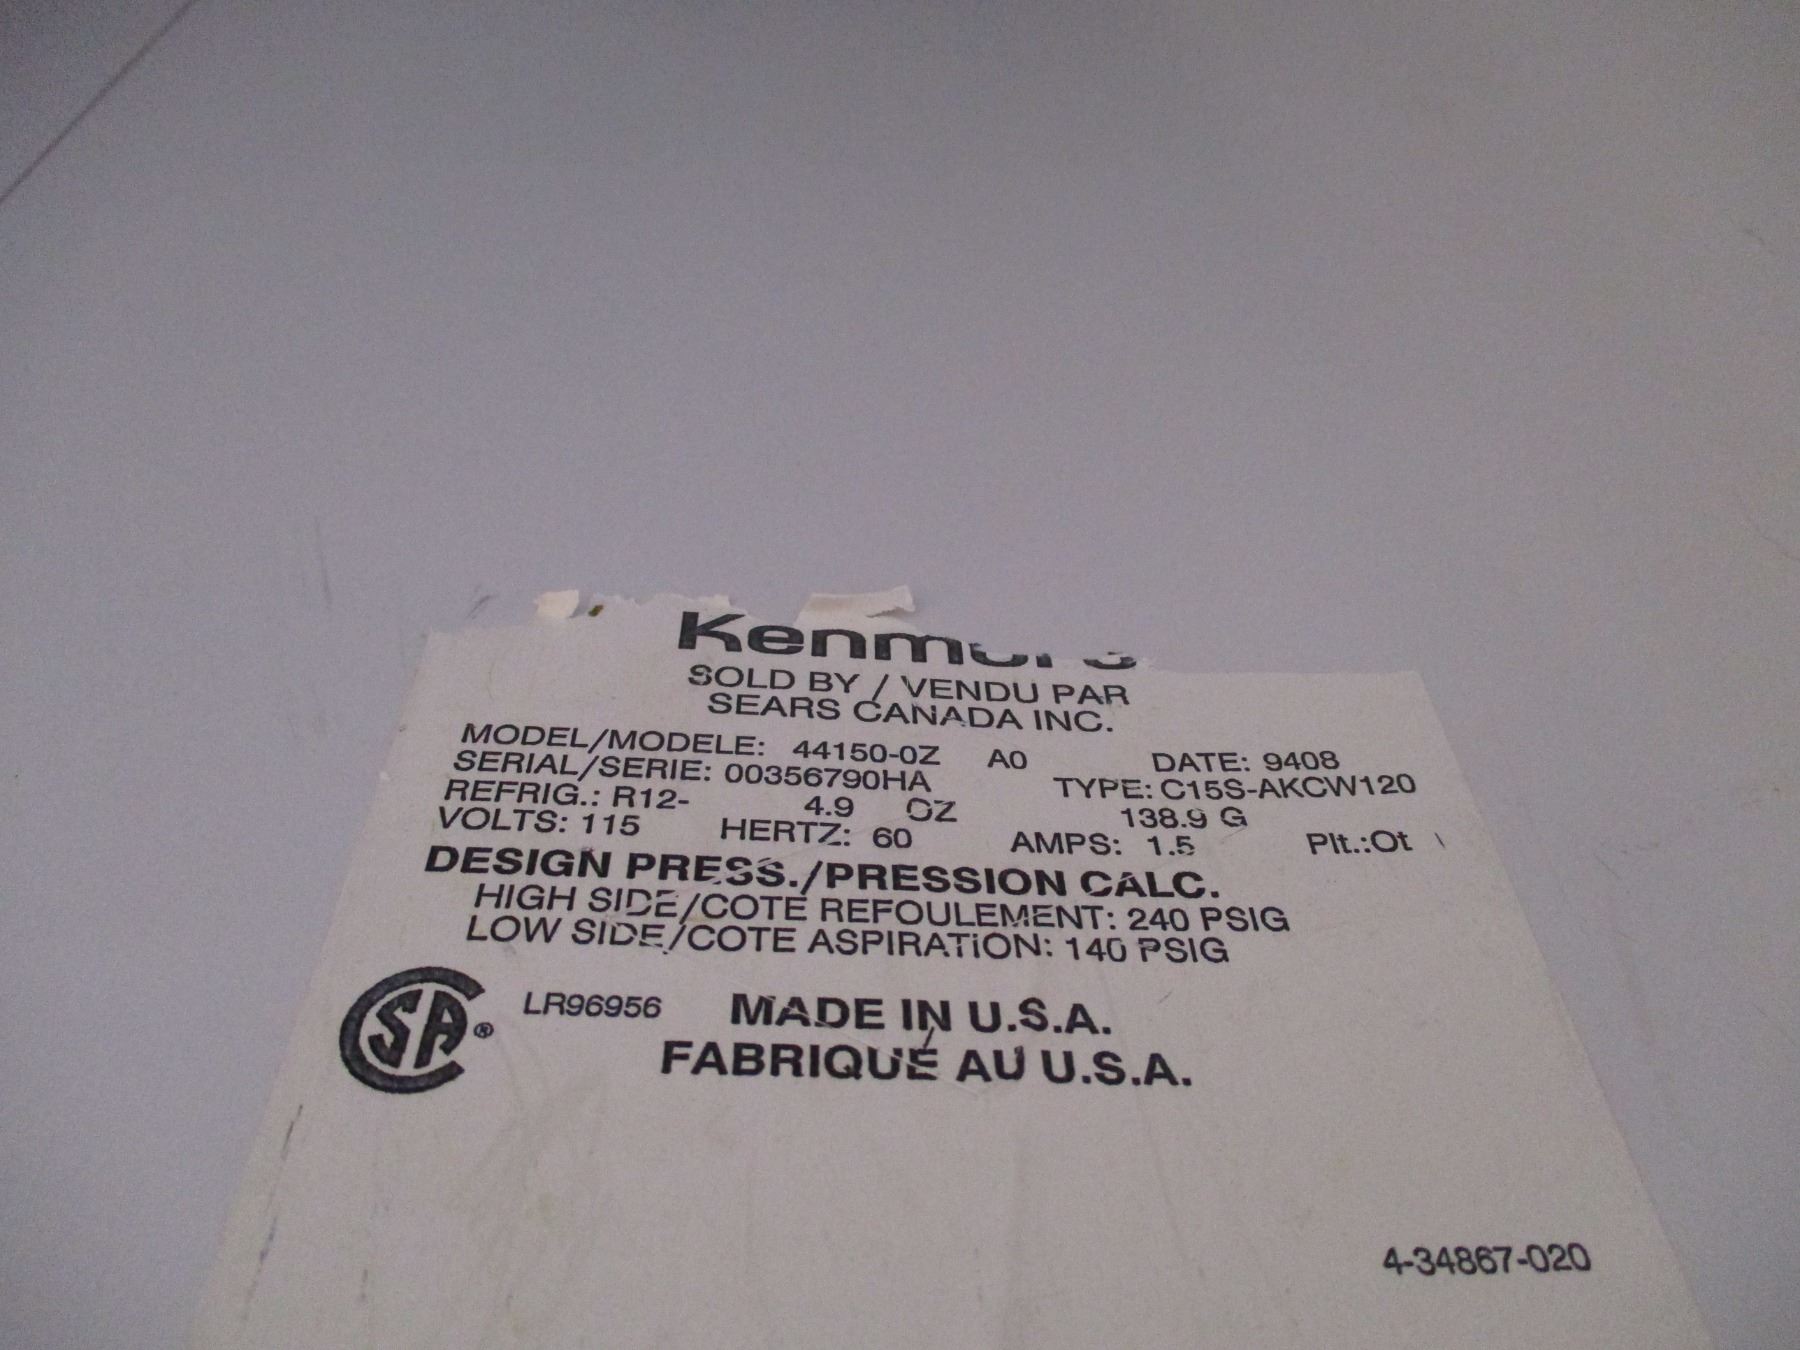 Kenmore
SOLD BY / VENDU PAR
SEARS CANADA INC.
MODEL/MODELE: 44150-0Z A0 DATE: 9408
SERIAL/SERIE: 00356790HA TYPE: C15S-AKCW120
REFRIG.: R12- 4.9 OZ 138.9 G
VOLTS: 115 HERTZ: 60 AMPS: 1.5 Plt.:Ot
DESIGN PRESS./PRESSION CALC.
HIGH SIDE/COTE REFOULEMENT: 240 PSIG
LOW SIDE/COTE ASPIRATION: 140 PSIG
CSA ® LR96956 MADE IN U.S.A.
FABRIQUÉ AU U.S.A.
4-34867-020